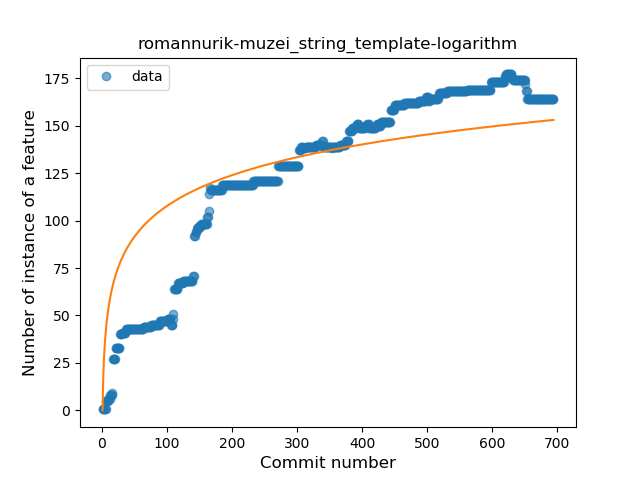 romannurik-muzei_string_template-logarithm
data
Number of instance of a feature
175
150
125
100
75
50
25
0
0 100 200 300 400 500 600 700
Commit number